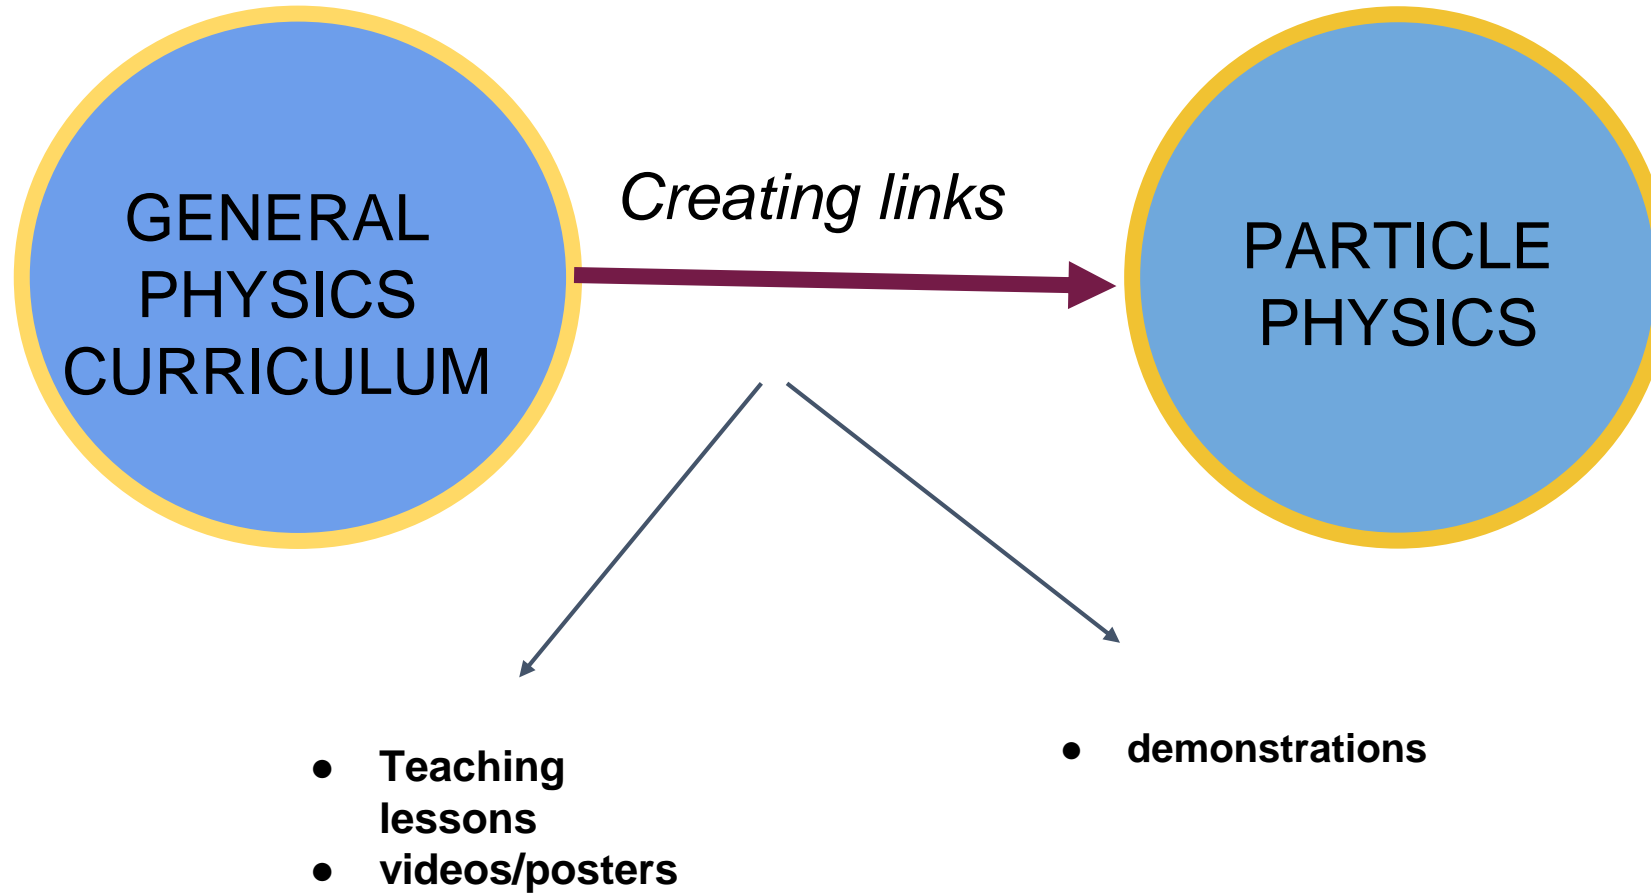 GENERAL
PHYSICS
CURRICULUM
Creating links
PARTICLE
PHYSICS
● Teaching
lessons
● videos/posters
● demonstrations